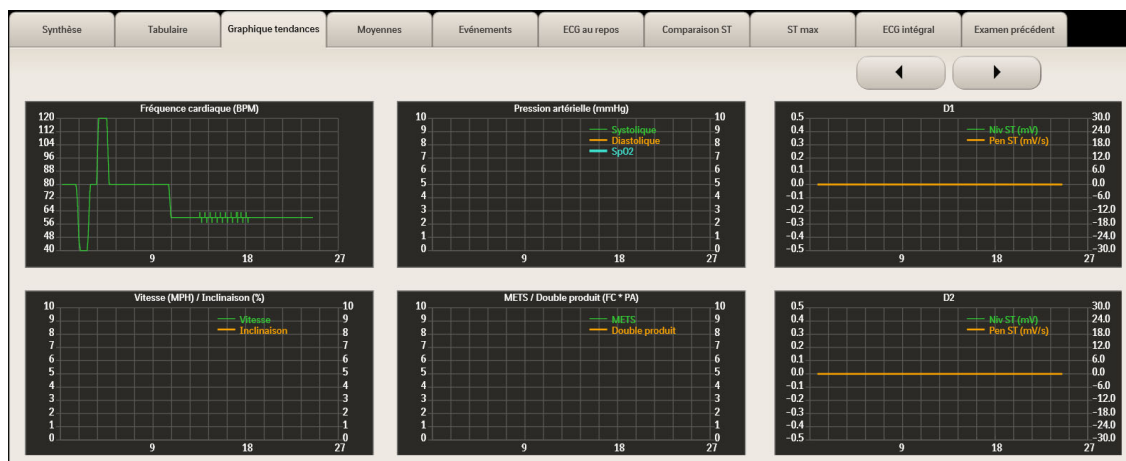 Synthèse Tabulaire Graphique tendances Moyennes Evénements ECG au repos Comparaison ST ST max ECG intégral Examen précédent
Fréquence cardiaque (BPM)
120
112
104
96
88
80
72
64
56
48
40
9 18 27
Pression artérielle (mmHg)
10 10
9 Systolique 9
8 Diastolique 8
7 SpO2 7
6 6
5 5
4 4
3 3
2 2
1 1
0 0
9 18 27
D1
0.5 30.0
0.4 Niv ST (mV) 24.0
0.3 Pen ST (mV/s) 18.0
0.2 12.0
0.1 6.0
0.0 0.0
-0.1 -6.0
-0.2 -12.0
-0.3 -18.0
-0.4 -24.0
-0.5 -30.0
9 18 27
Vitesse (MPH) / Inclinaison (%)
10 10
9 Vitesse 9
8 Inclinaison 8
7 7
6 6
5 5
4 4
3 3
2 2
1 1
0 0
9 18 27
METS / Double produit (FC * PA)
10 10
9 METS 9
8 Double produit 8
7 7
6 6
5 5
4 4
3 3
2 2
1 1
0 0
9 18 27
D2
0.5 30.0
0.4 Niv ST (mV) 24.0
0.3 Pen ST (mV/s) 18.0
0.2 12.0
0.1 6.0
0.0 0.0
-0.1 -6.0
-0.2 -12.0
-0.3 -18.0
-0.4 -24.0
-0.5 -30.0
9 18 27